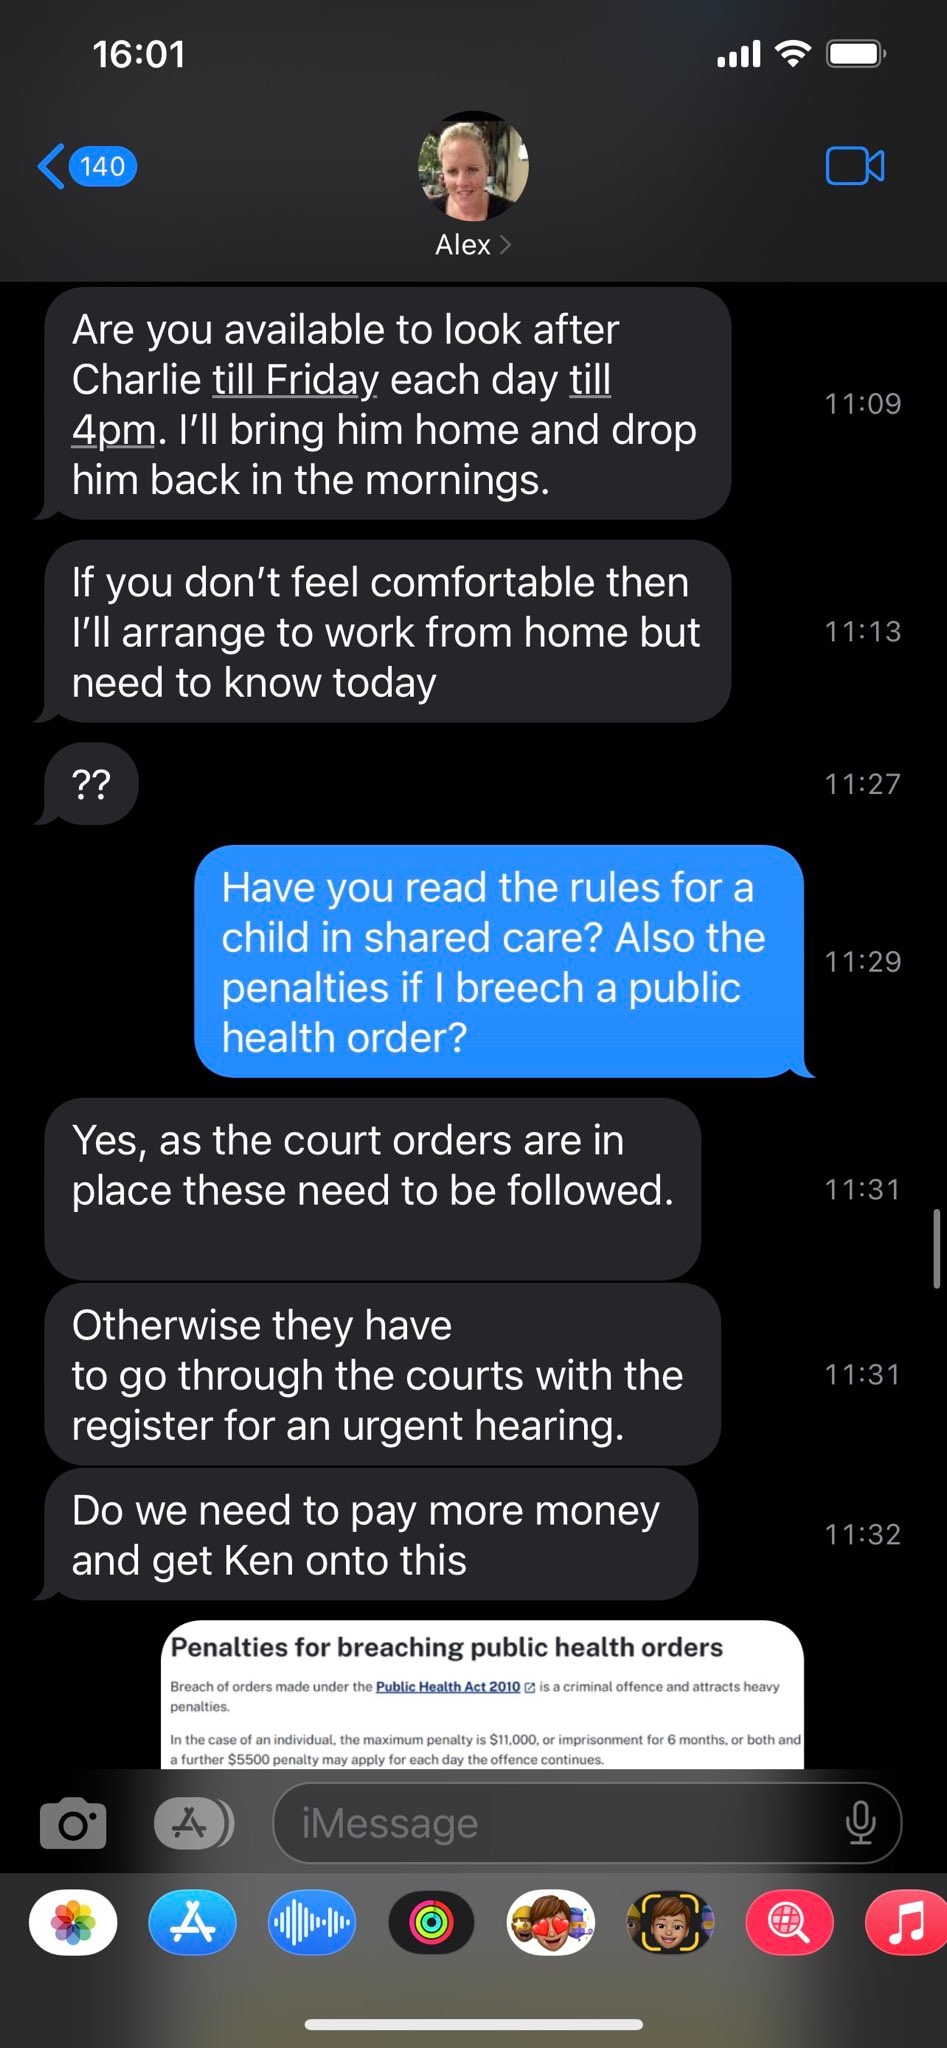 16:01
140
Alex
Are you available to look after
Charlie till Friday each day till
4pm. I’ll bring him home and drop
him back in the mornings.
11:09
If you don’t feel comfortable then
I’ll arrange to work from home but
need to know today
11:13
??
11:27
Have you read the rules for a
child in shared care? Also the
penalties if I breech a public
health order?
11:29
Yes, as the court orders are in
place these need to be followed.
11:31
Otherwise they have
to go through the courts with the
register for an urgent hearing.
11:31
Do we need to pay more money
and get Ken onto this
11:32
Penalties for breaching public health orders
Breach of orders made under the Public Health Act 2010 is a criminal offence and attracts heavy
penalties.
In the case of an individual, the maximum penalty is $11,000, or imprisonment for 6 months, or both and
a further $5500 penalty may apply for each day the offence continues.
iMessage